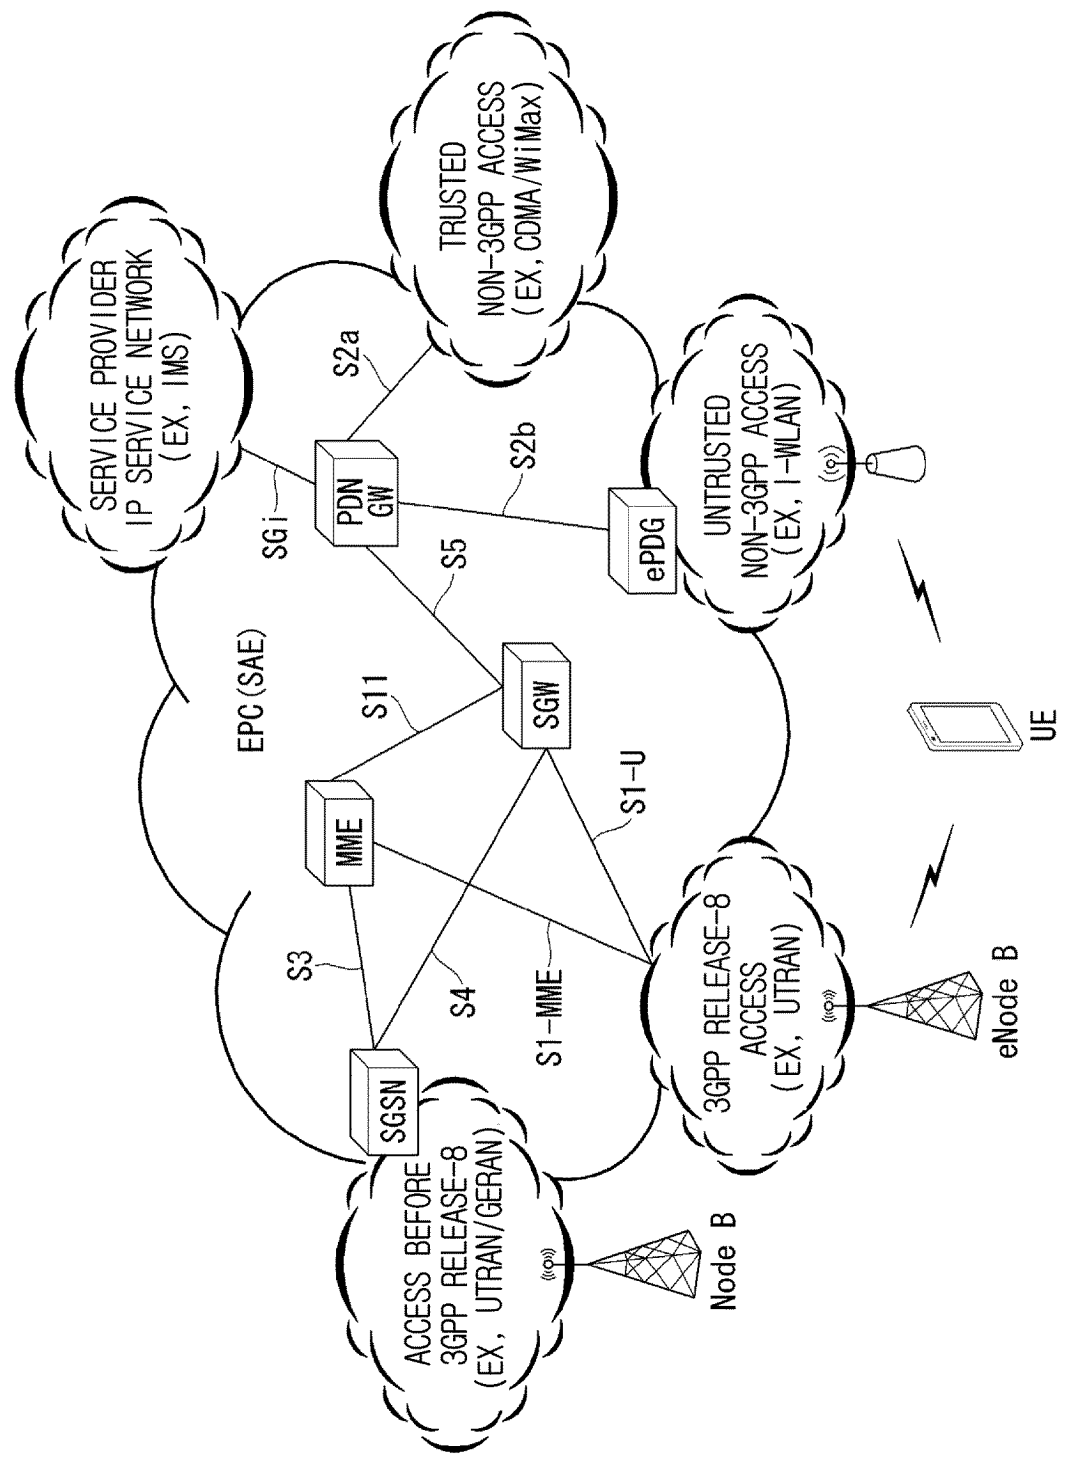 SERVICE PROVIDER
IP SERVICE NETWORK
(EX, IMS)
EPC(SAE)
SGi
S2a
TRUSTED
NON-3GPP ACCESS
(EX, CDMA/WiMax)
PDN
GW
MME
S11
S3
S5
S2b
SGSN
S4
SGW
ePDG
ACCESS BEFORE
3GPP RELEASE-8
(EX, UTRAN/GERAN)
S1-MME
S1-U
3GPP RELEASE-8
ACCESS
(EX, UTRAN)
UNTRUSTED
NON-3GPP ACCESS
(EX, I-WLAN)
Node B
eNode B
UE